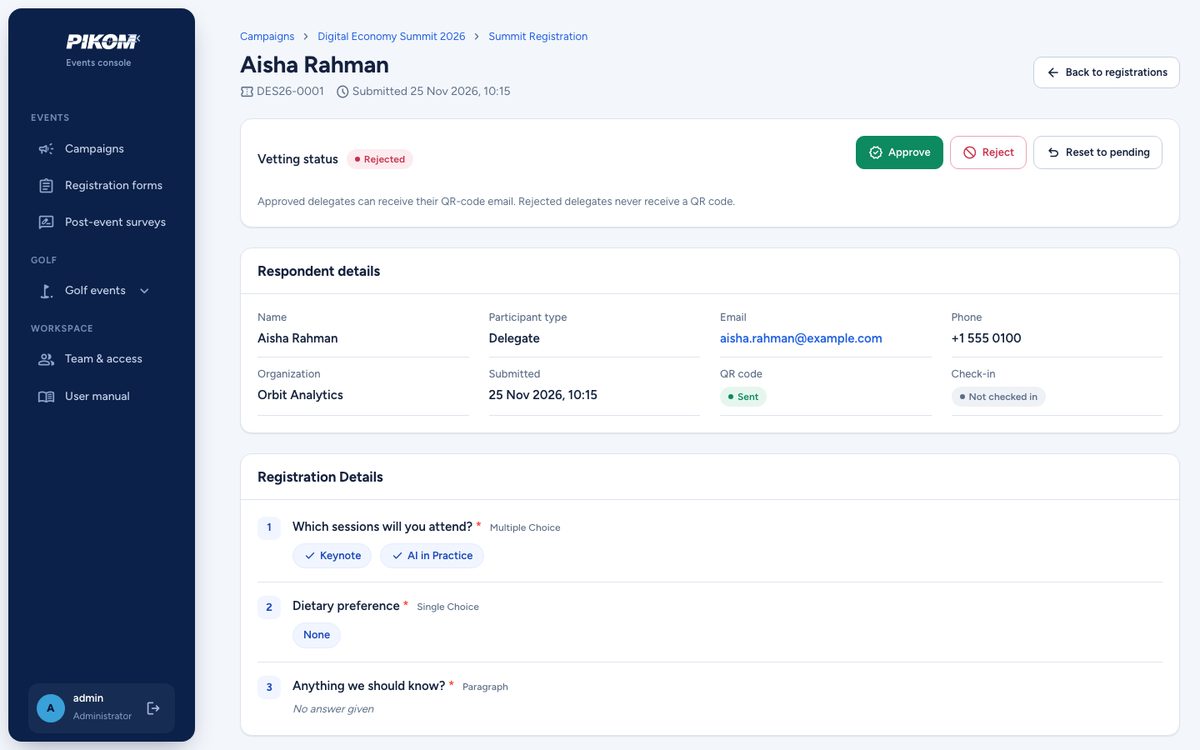 PIKOM
Events console
EVENTS
Campaigns
Registration forms
Post-event surveys
GOLF
Golf events
WORKSPACE
Team & access
User manual
A
admin
Administrator
Campaigns > Digital Economy Summit 2026 > Summit Registration
Aisha Rahman
DES26-0001 Submitted 25 Nov 2026, 10:15
Back to registrations
Vetting status Rejected
Approve Reject Reset to pending
Approved delegates can receive their QR-code email. Rejected delegates never receive a QR code.
Respondent details
Name Participant type Email Phone
Aisha Rahman Delegate aisha.rahman@example.com +1 555 0100
Organization Submitted QR code Check-in
Orbit Analytics 25 Nov 2026, 10:15 Sent Not checked in
Registration Details
1 Which sessions will you attend? * Multiple Choice
Keynote AI in Practice
2 Dietary preference * Single Choice
None
3 Anything we should know? * Paragraph
No answer given